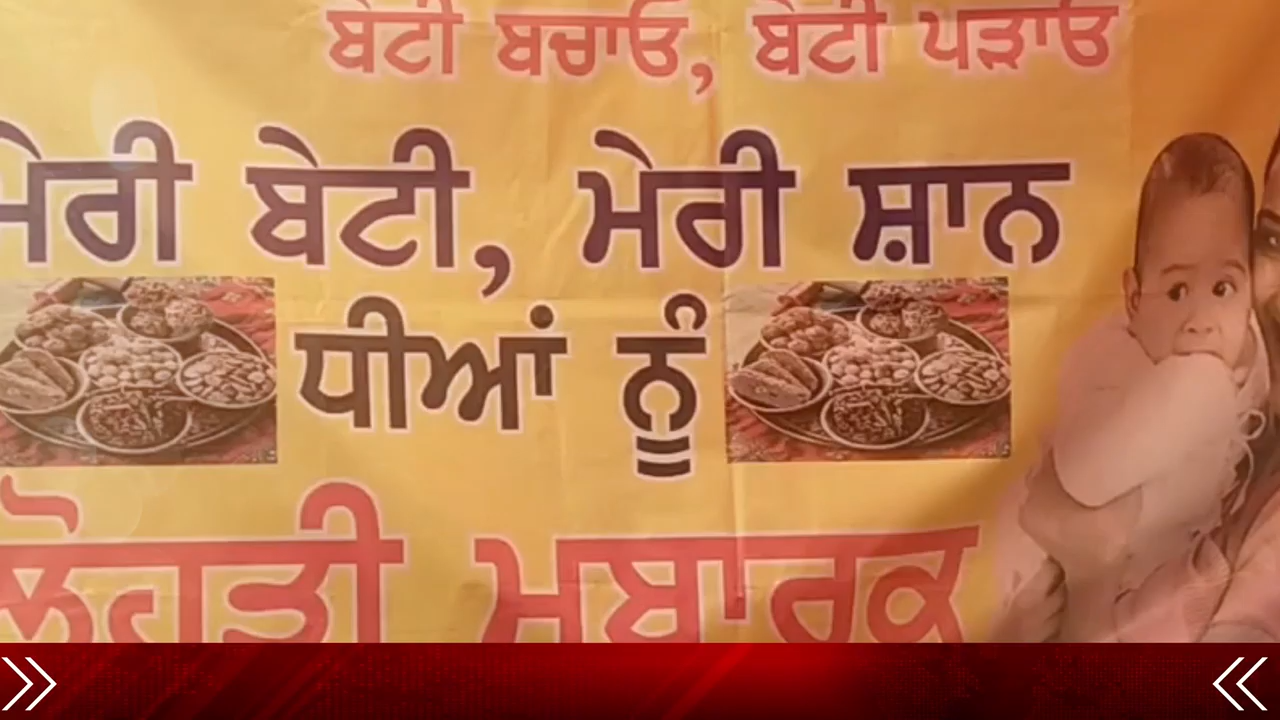 ਬੇਟੀ ਬਚਾਓ, ਬੇਟੀ ਪੜਾਓ
ਮੇਰੀ ਬੇਟੀ, ਮੇਰੀ ਸ਼ਾਨ
ਧੀਆਂ ਨੂੰ
ਲੋਹੜੀ ਮੁਬਾਰਕ